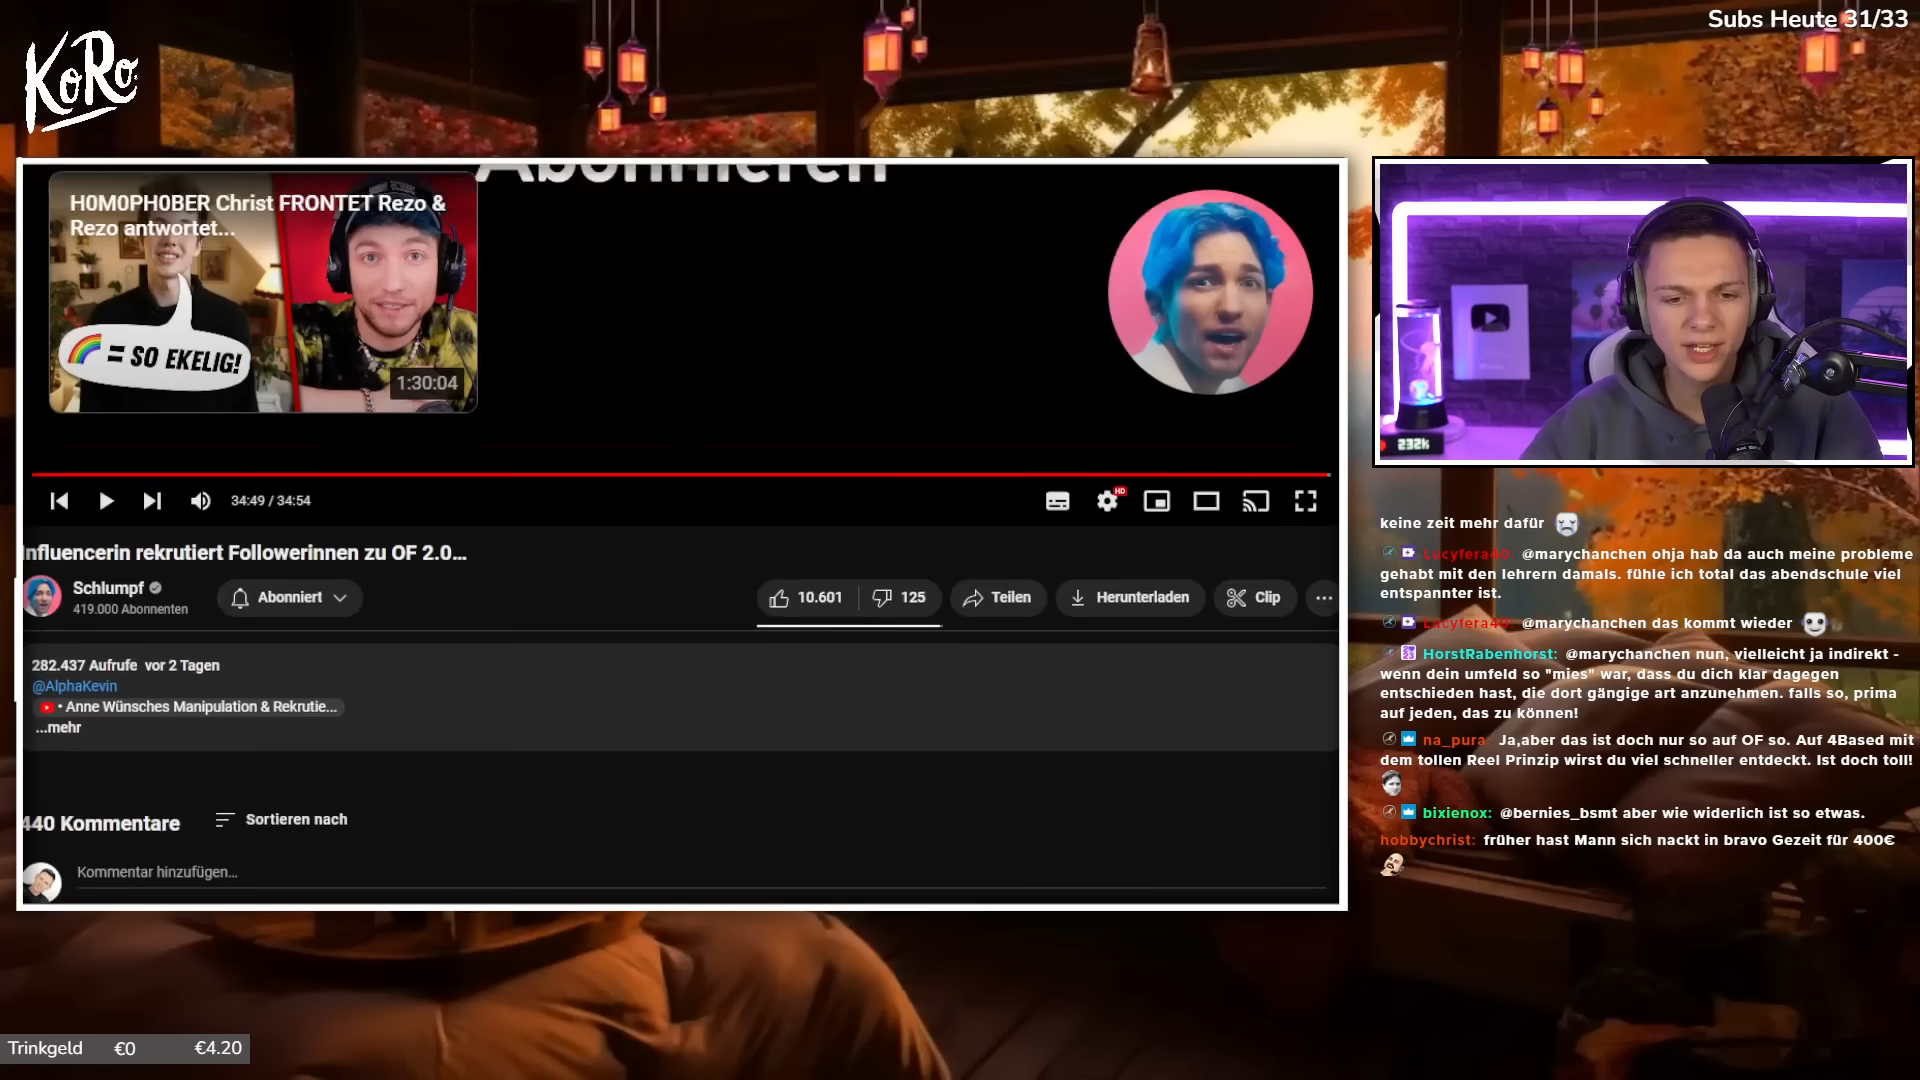 Subs Heute 31/33
KoRo
Abonnieren
H0M0PH0BER Christ FRONTET Rezo &
Rezo antwortet...
= SO EKELIG!
1:30:04
232k
34:49 / 34:54
HD
Influencerin rekrutiert Followerinnen zu OF 2.0...
Schlumpf
419.000 Abonnenten
Abonniert
10.601
125
Teilen
Herunterladen
Clip
282.437 Aufrufe vor 2 Tagen
@AlphaKevin
• Anne Wünsches Manipulation & Rekrutie...
...mehr
440 Kommentare
Sortieren nach
Kommentar hinzufügen...
keine zeit mehr dafür
Lucyfera40: @marychanchen ohja hab da auch meine probleme
gehabt mit den lehrern damals. fühle ich total das abendschule viel
entspannter ist.
Lucyfera40: @marychanchen das kommt wieder
HorstRabenhorst: @marychanchen nun, vielleicht ja indirekt -
wenn dein umfeld so "mies" war, dass du dich klar dagegen
entschieden hast, die dort gängige art anzunehmen. falls so, prima
auf jeden, das zu können!
na_pura: Ja,aber das ist doch nur so auf OF so. Auf 4Based mit
dem tollen Reel Prinzip wirst du viel schneller entdeckt. Ist doch toll!
bixienox: @bernies_bsmt aber wie widerlich ist so etwas.
hobbychrist: früher hast Mann sich nackt in bravo Gezeit für 400€
Trinkgeld €0 €4.20